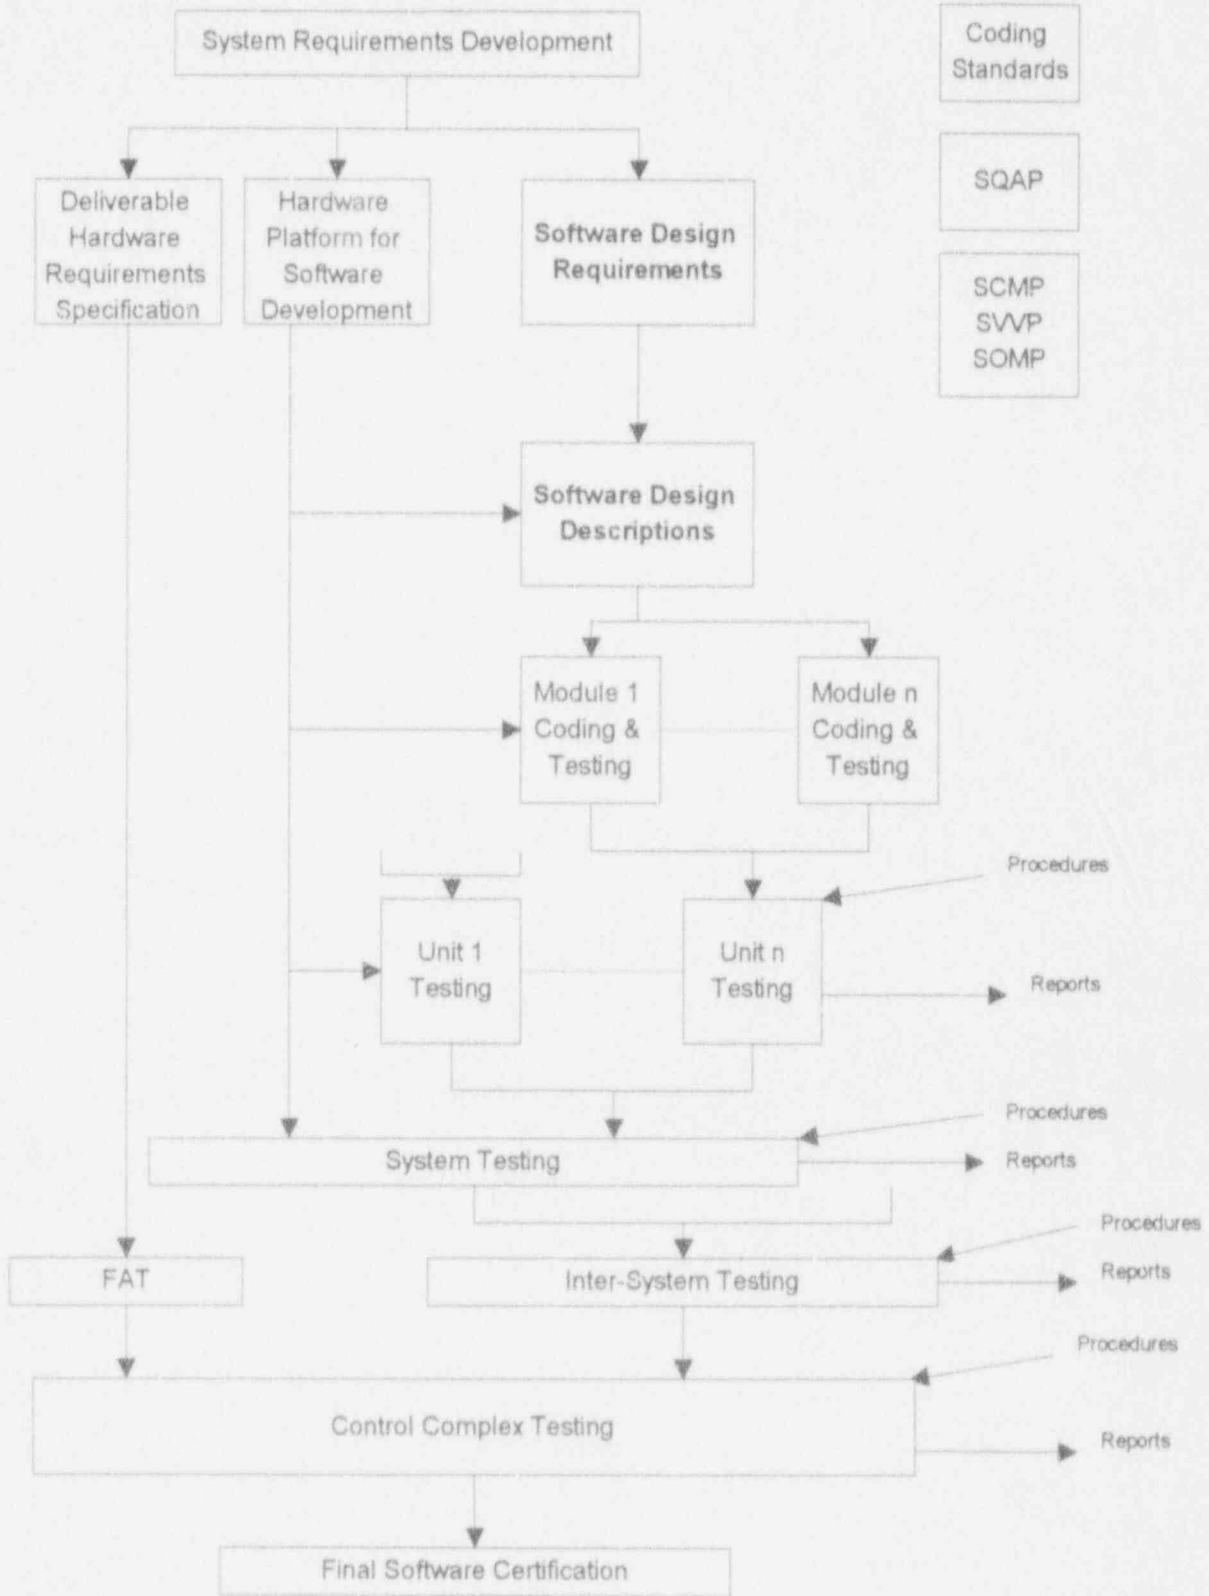 System Requirements Development
Coding
Standards
SQAP
SCMP
SVVP
SOMP
Deliverable
Hardware
Requirements
Specification
Hardware
Platform for
Software
Development
Software Design
Requirements
Software Design
Descriptions
Module 1
Coding &
Testing
Module n
Coding &
Testing
Procedures
Unit 1
Testing
Unit n
Testing
Reports
Procedures
System Testing
Reports
Procedures
FAT
Inter-System Testing
Reports
Procedures
Control Complex Testing
Reports
Final Software Certification